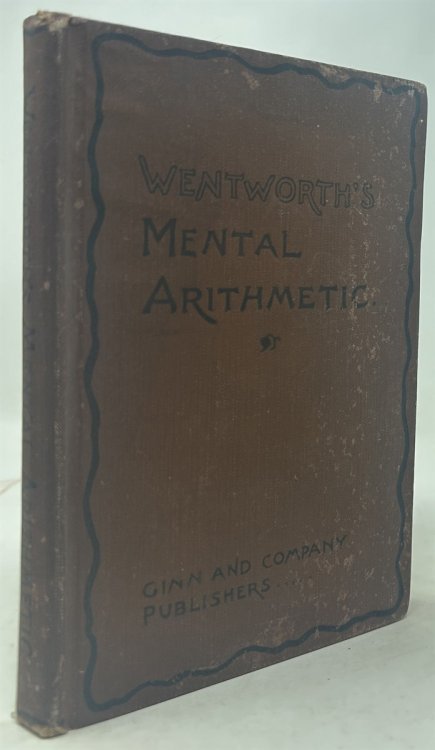 WENTWORTH'S
MENTAL
ARITHMETIC.
GINN AND COMPANY
PUBLISHERS.....